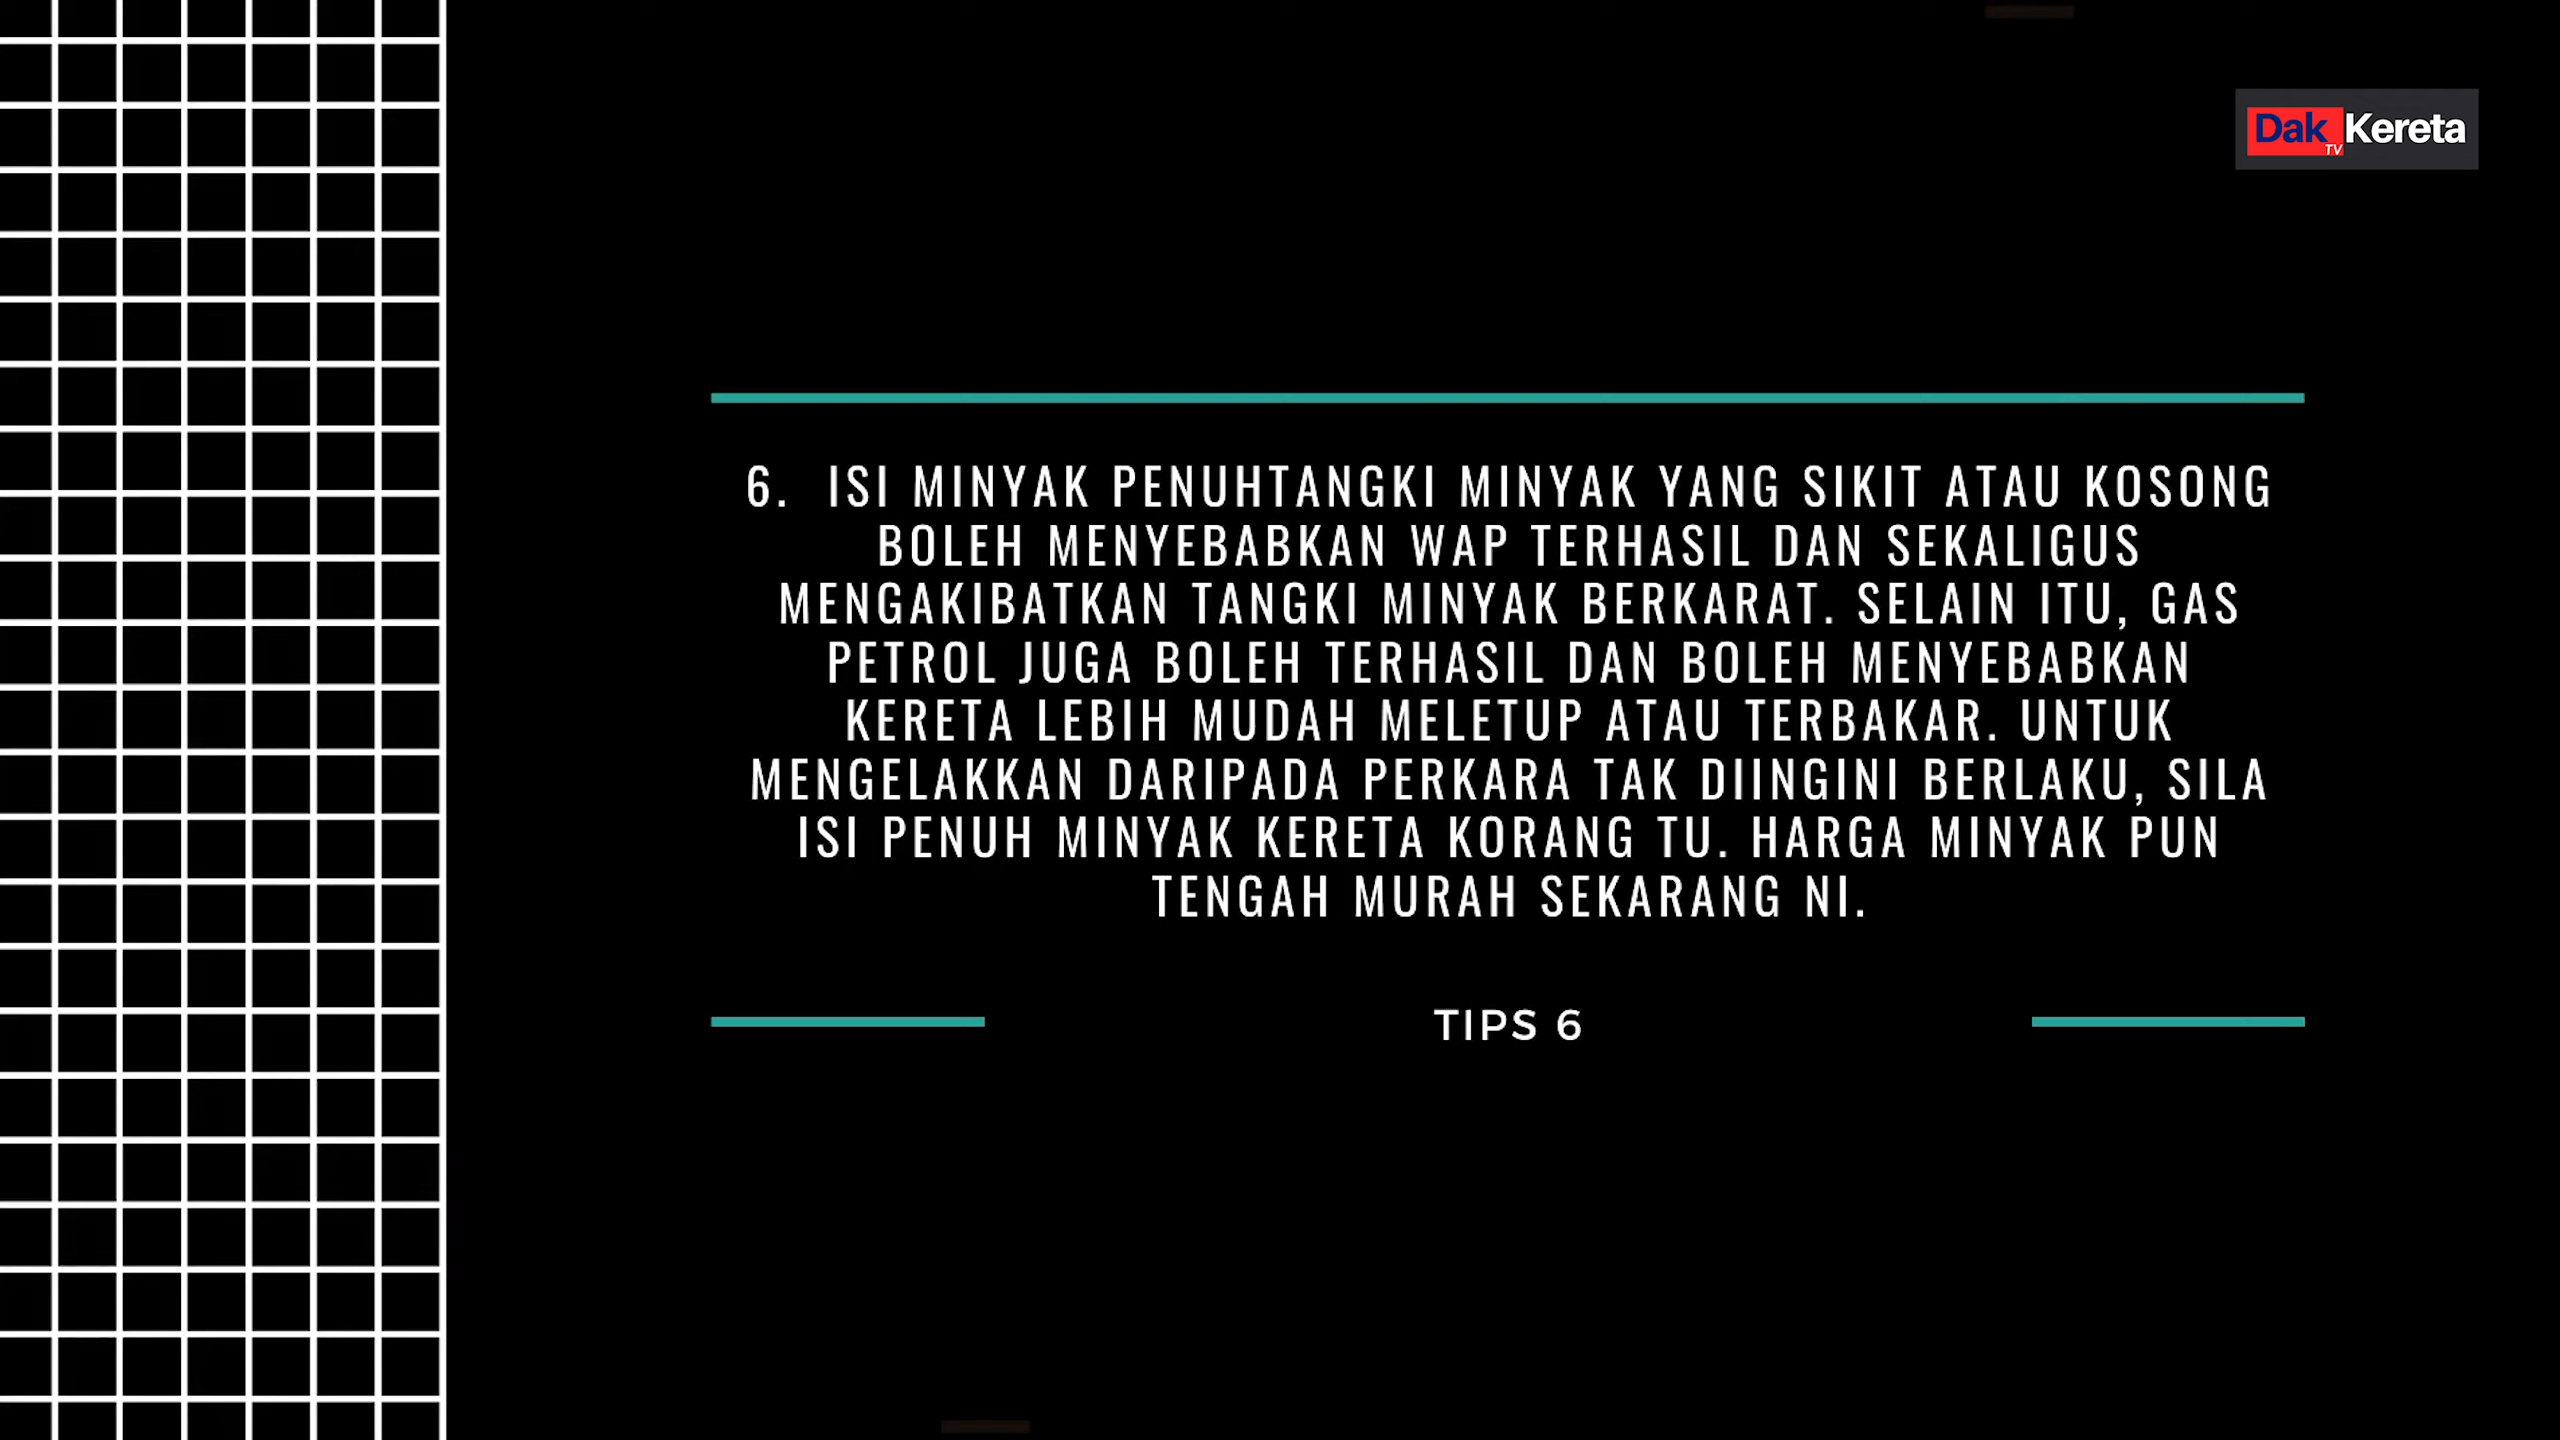 Dak Kereta
TV
6. ISI MINYAK PENUHTANGKI MINYAK YANG SIKIT ATAU KOSONG
BOLEH MENYEBABKAN WAP TERHASIL DAN SEKALIGUS
MENGAKIBATKAN TANGKI MINYAK BERKARAT. SELAIN ITU, GAS
PETROL JUGA BOLEH TERHASIL DAN BOLEH MENYEBABKAN
KERETA LEBIH MUDAH MELETUP ATAU TERBAKAR. UNTUK
MENGELAKKAN DARIPADA PERKARA TAK DIINGINI BERLAKU, SILA
ISI PENUH MINYAK KERETA KORANG TU. HARGA MINYAK PUN
TENGAH MURAH SEKARANG NI.
TIPS 6